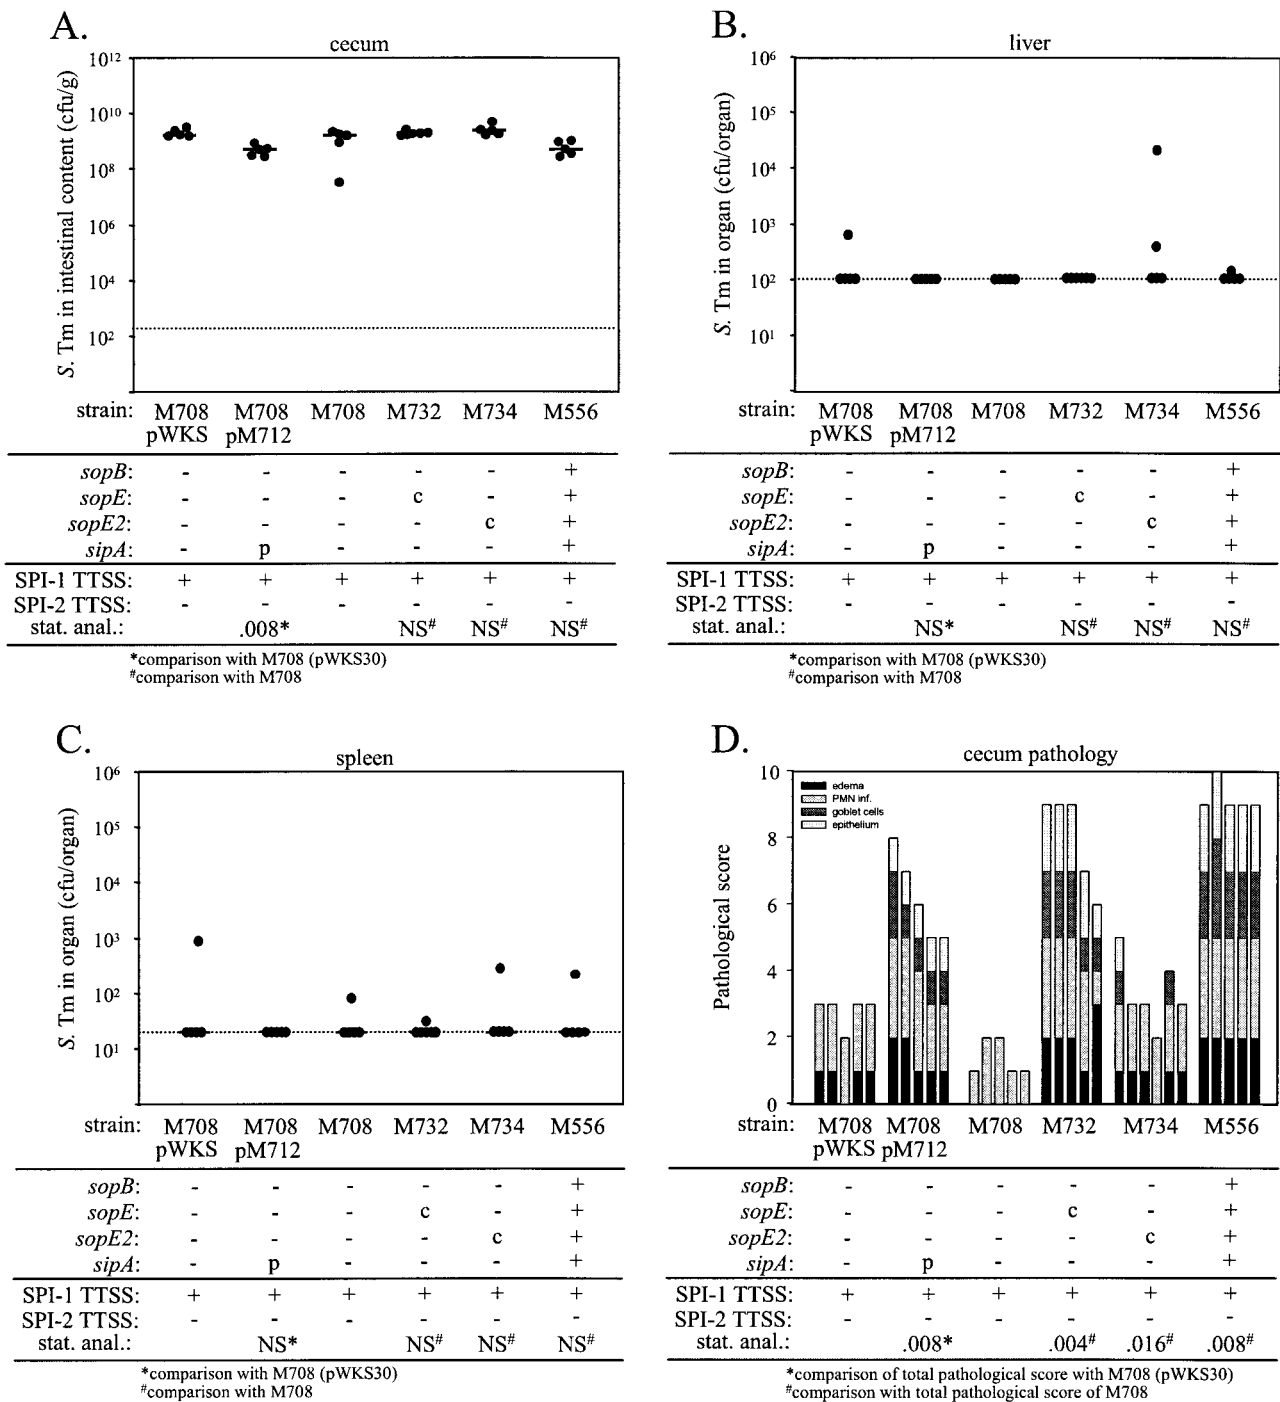 A.
cecum
S. Tm in intestinal content (cfu/g)
10¹²
10¹⁰
10⁸
10⁶
10⁴
10²
strain: M708 M708 M708 M732 M734 M556
pWKS pM712
sopB: - - - - - +
sopE: - - - c - +
sopE2: - - - - c +
sipA: - p - - - +
SPI-1 TTSS: + + + + + +
SPI-2 TTSS: - - - - - -
stat. anal.: .008* NS# NS# NS#
*comparison with M708 (pWKS30)
#comparison with M708
B.
liver
S. Tm in organ (cfu/organ)
10⁶
10⁵
10⁴
10³
10²
10¹
strain: M708 M708 M708 M732 M734 M556
pWKS pM712
sopB: - - - - - +
sopE: - - - c - +
sopE2: - - - - c +
sipA: - p - - - +
SPI-1 TTSS: + + + + + +
SPI-2 TTSS: - - - - - -
stat. anal.: NS* NS# NS# NS#
*comparison with M708 (pWKS30)
#comparison with M708
C.
spleen
S. Tm in organ (cfu/organ)
10⁶
10⁵
10⁴
10³
10²
10¹
strain: M708 M708 M708 M732 M734 M556
pWKS pM712
sopB: - - - - - +
sopE: - - - c - +
sopE2: - - - - c +
sipA: - p - - - +
SPI-1 TTSS: + + + + + +
SPI-2 TTSS: - - - - - -
stat. anal.: NS* NS# NS# NS#
*comparison with M708 (pWKS30)
#comparison with M708
D.
cecum pathology
Pathological score
10
8
6
4
2
0
edema
PMN inf.
goblet cells
epithelium
strain: M708 M708 M708 M732 M734 M556
pWKS pM712
sopB: - - - - - +
sopE: - - - c - +
sopE2: - - - - c +
sipA: - p - - - +
SPI-1 TTSS: + + + + + +
SPI-2 TTSS: - - - - - -
stat. anal.: .008* .004# .016# .008#
*comparison of total pathological score with M708 (pWKS30)
#comparison with total pathological score of M708